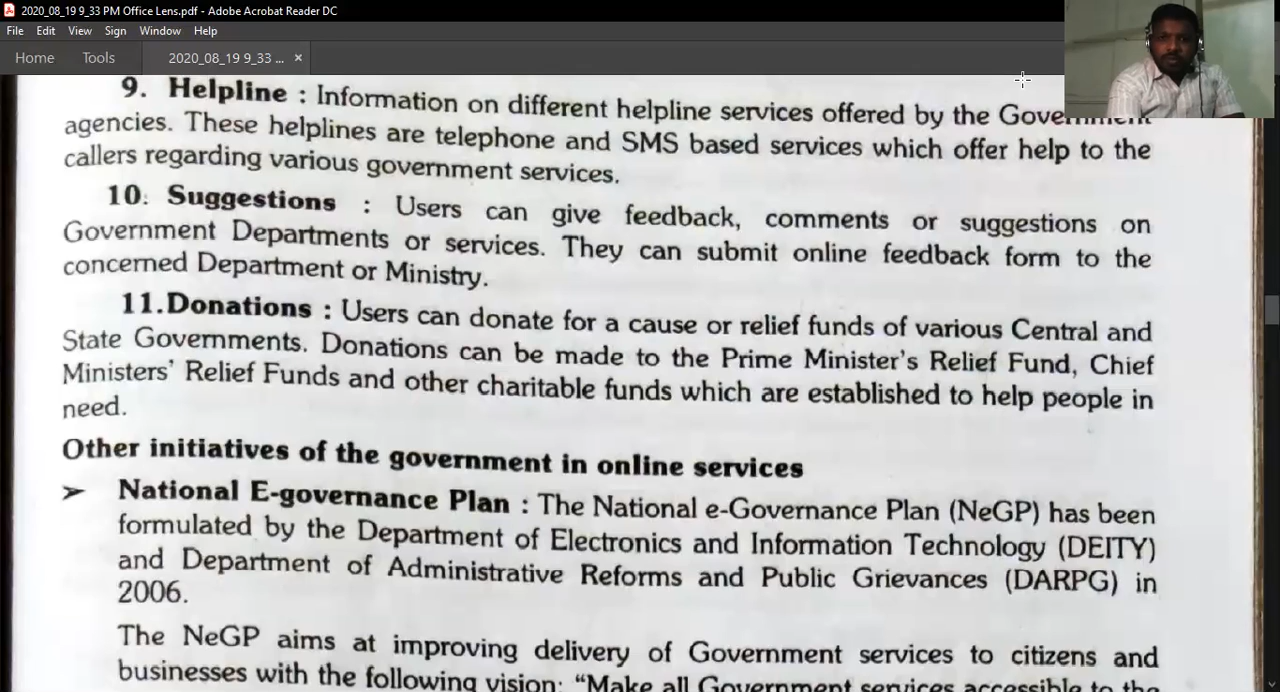 2020_08_19 9_33 PM Office Lens.pdf - Adobe Acrobat Reader DC
File Edit View Sign Window Help
Home Tools 2020_08_19 9_33 ... ×
9. Helpline : Information on different helpline services offered by the Government
agencies. These helplines are telephone and SMS based services which offer help to the
callers regarding various government services.
10. Suggestions : Users can give feedback, comments or suggestions on
Government Departments or services. They can submit online feedback form to the
concerned Department or Ministry.
11.Donations : Users can donate for a cause or relief funds of various Central and
State Governments. Donations can be made to the Prime Minister's Relief Fund, Chief
Ministers' Relief Funds and other charitable funds which are established to help people in
need.
Other initiatives of the government in online services
➢ National E-governance Plan : The National e-Governance Plan (NeGP) has been
formulated by the Department of Electronics and Information Technology (DEITY)
and Department of Administrative Reforms and Public Grievances (DARPG) in
2006.
The NeGP aims at improving delivery of Government services to citizens and
businesses with the following vision: "Make all Government services accessible to the